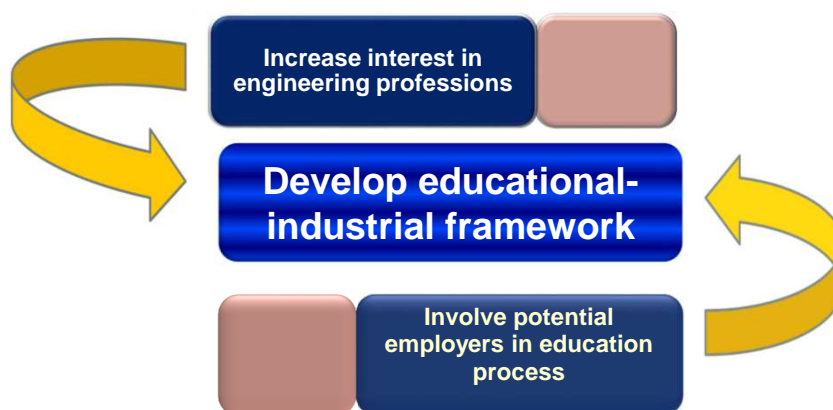 Increase interest in
engineering professions
Develop educational-
industrial framework
Involve potential
employers in education
process